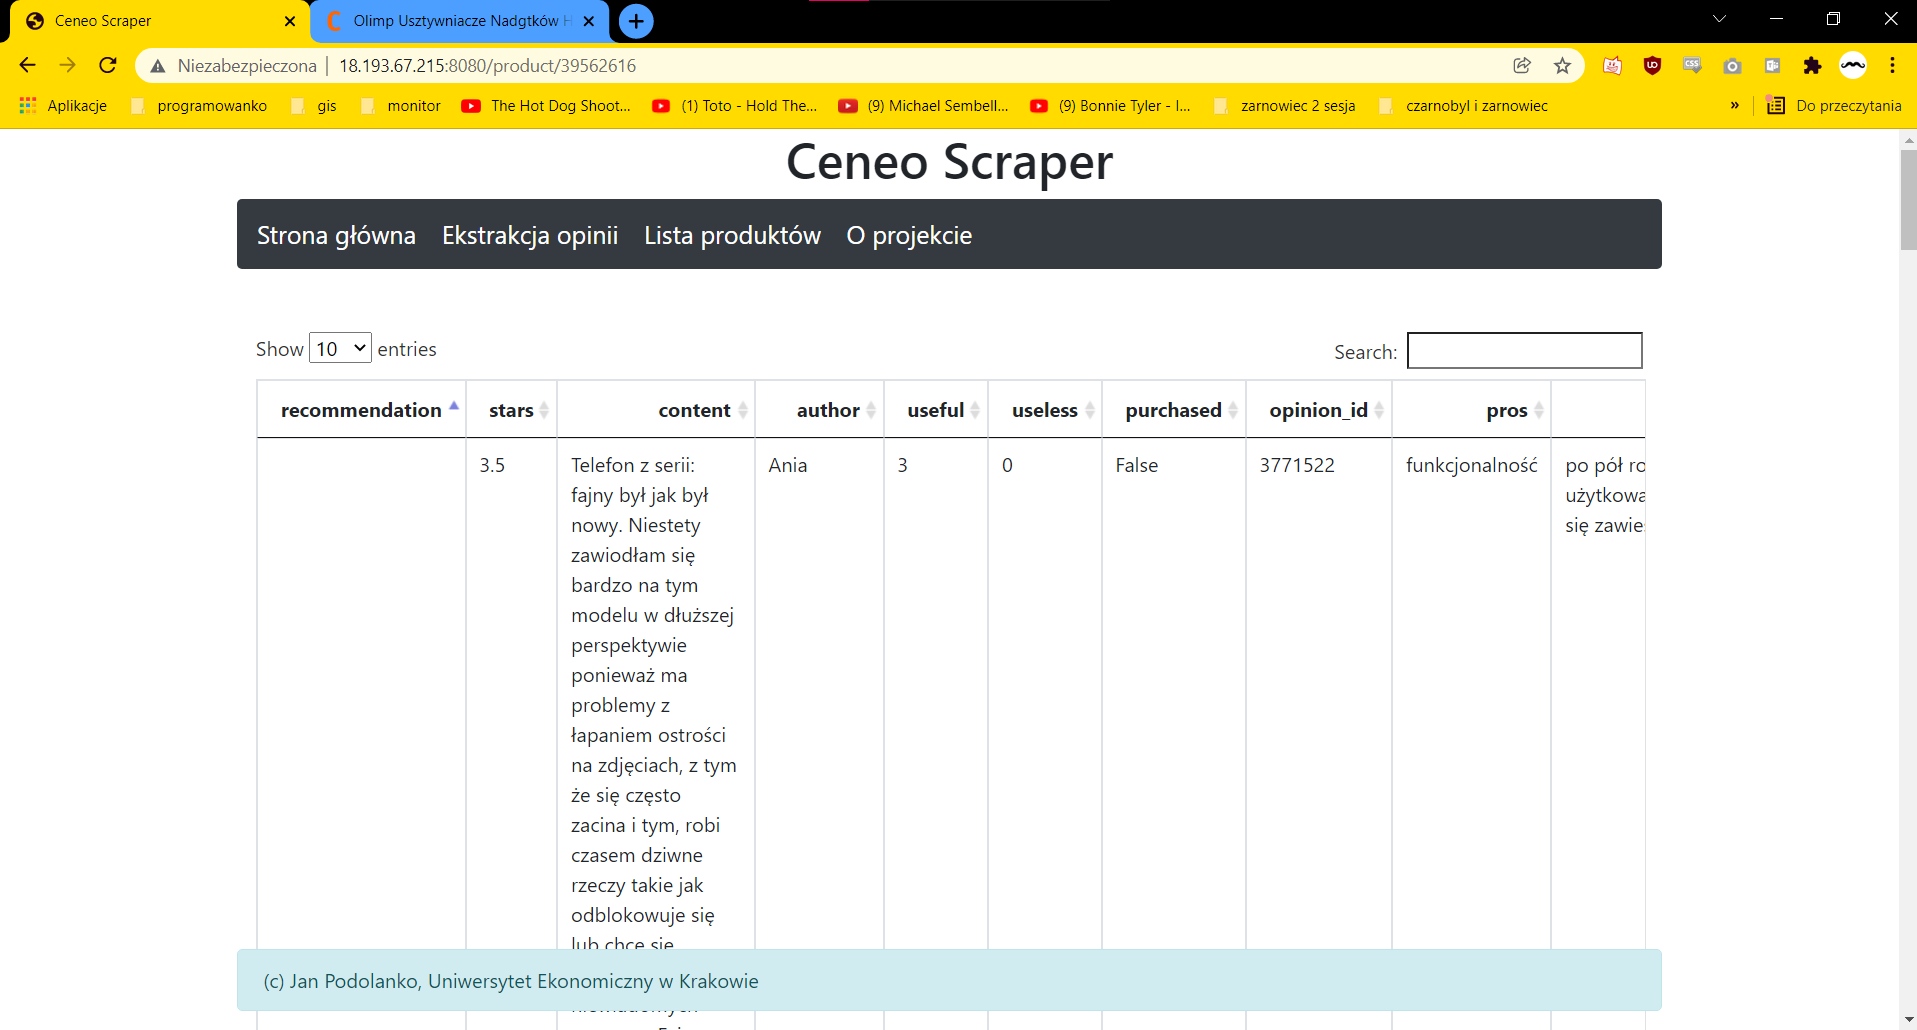 Ceneo Scraper
Olimp Usztywniacze Nadgtków H
Niezabezpieczona
18.193.67.215:8080/product/39562616
Aplikacje
programowanko
gis
monitor
The Hot Dog Shoot...
(1) Toto - Hold The...
(9) Michael Sembell...
(9) Bonnie Tyler - I...
zarnowiec 2 sesja
czarnobyl i zarnowiec
»
Do przeczytania
Ceneo Scraper
Strona główna Ekstrakcja opinii Lista produktów O projekcie
Show 10 entries
Search:
recommendation stars content author useful useless purchased opinion_id pros
3.5
Telefon z serii:
fajny był jak był
nowy. Niestety
zawiodłam się
bardzo na tym
modelu w dłuższej
perspektywie
ponieważ ma
problemy z
łapaniem ostrości
na zdjęciach, z tym
że się często
zacina i tym, robi
czasem dziwne
rzeczy takie jak
odblokowuje się
lub chce się
Ania
3
0
False
3771522
funkcjonalność
po pół ro
użytkowa
się zawie
(c) Jan Podolanko, Uniwersytet Ekonomiczny w Krakowie